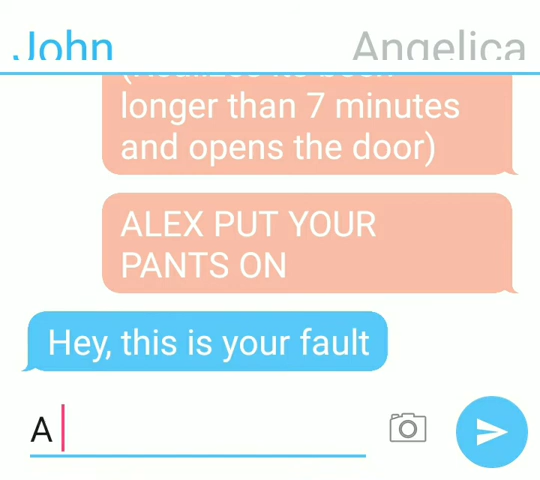 John Angelica
longer than 7 minutes
and opens the door)
ALEX PUT YOUR
PANTS ON
Hey, this is your fault
A